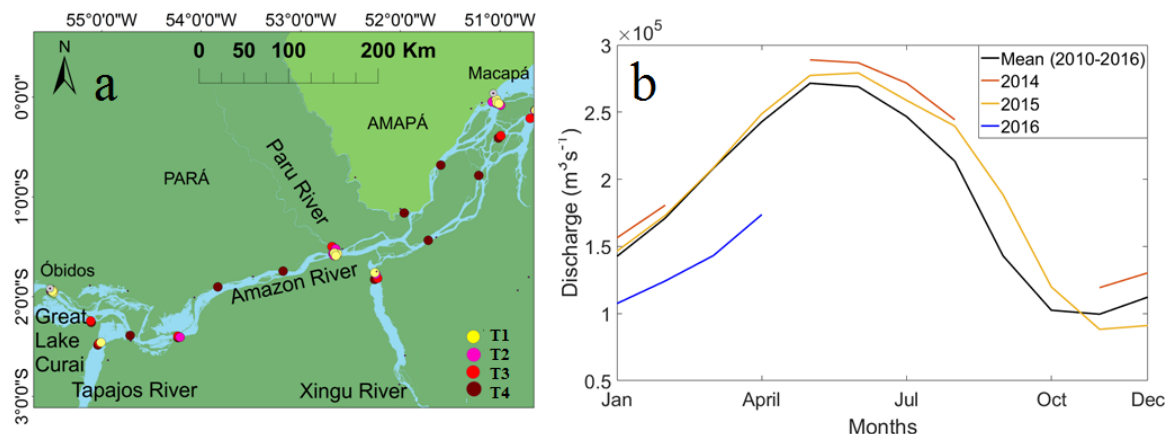 55°0'0"W 54°0'0"W 53°0'0"W 52°0'0"W 51°0'0"W
N
0 50 100 200 Km
a
Macapá
AMAPÁ
PARÁ
Paru River
Óbidos
Amazon River
Great
Lake
Curai
Tapajos River
Xingu River
T1
T2
T3
T4
0°0'0"
1°0'0"S
2°0'0"S
3°0'0"S
×10⁵
b
Mean (2010-2016)
2014
2015
2016
Discharge (m³s⁻¹)
3
2.5
2
1.5
1
0.5
Jan April Jul Oct Dec
Months